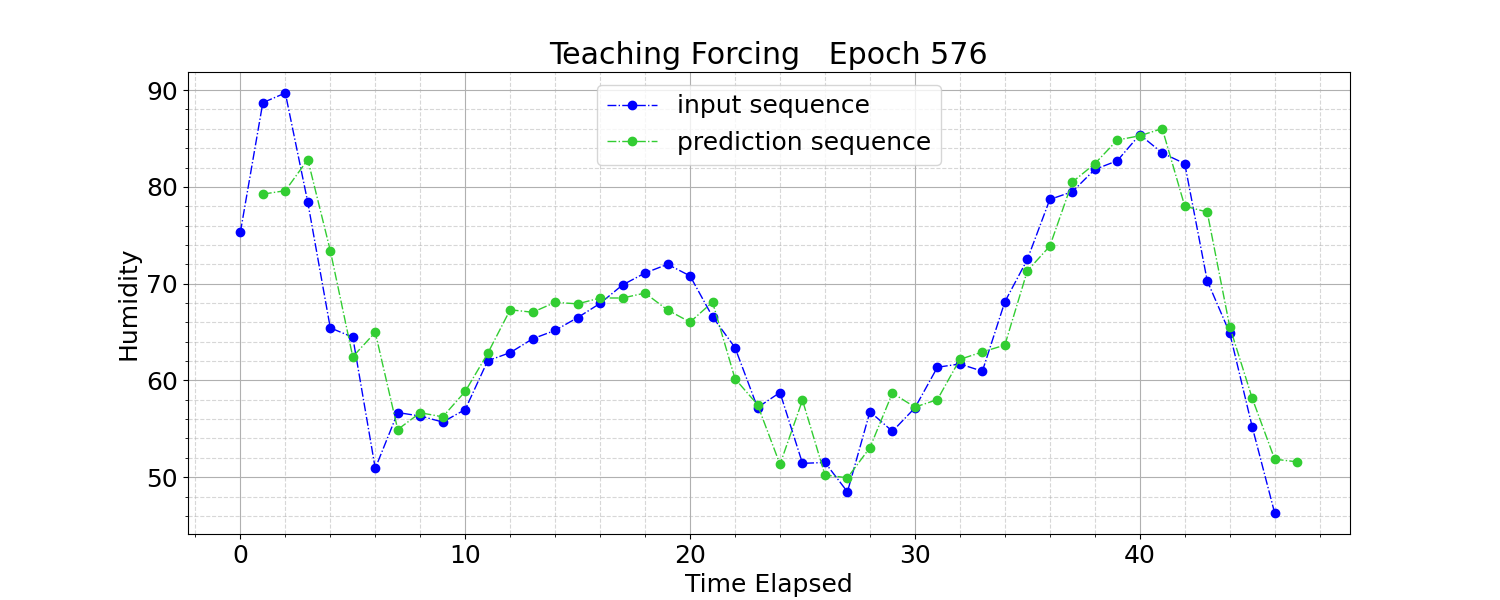 Teaching Forcing   Epoch 576
input sequence
prediction sequence
Humidity
90
80
70
60
50
0 10 20 30 40
Time Elapsed